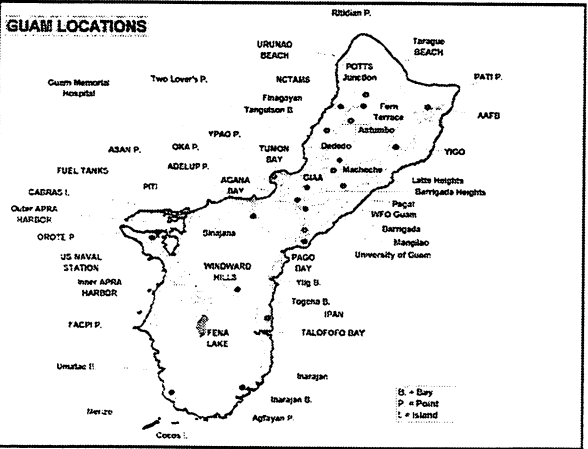 GUAM LOCATIONS
Ritidian P.
URUNAO
BEACH
Tarague
BEACH
POTTS
Junction
Guam Memorial
Hospital
Two Lover's P.
NCTAMS
PATI P.
Finagayan
Tanguison B.
Fern
Terrace
AAFB
Astumbo
YPAO P.
OKA P.
ASAN P.
TUMON
BAY
Dededo
YIGO
ADELUP P.
FUEL TANKS
AGANA
BAY
GIAA
Macheche
Latte Heights
Barrigada Heights
PITI
CABRAS I.
Pagat
WFO Guam
Outer APRA
HARBOR
Barrigada
OROTE P
Sinajana
Mangilao
University of Guam
US NAVAL
STATION
WINDWARD
HILLS
PAGO
BAY
Ylig B.
Inner APRA
HARBOR
Togcha B.
IPAN
FACPI P.
FENA
LAKE
TALOFOFO BAY
Umatac B.
Inarajan
Inarajan B.
Merizo
Agfayan P.
Cocos I.
B. = Bay
P. = Point
I. = Island